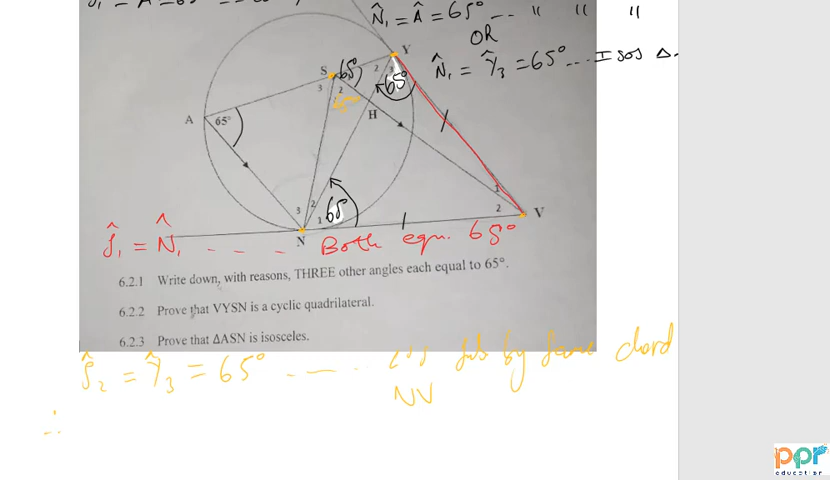 N̂₁ = Â = 65° -- " " "
OR
N̂₁ = Ŷ₃ = 65° ... Isos Δ.
Y
S 65° 2 3
65°
3 2
H
A 65°
1
2 V
3 2
1 65
N
Ŝ₁ = N̂₁ - - - - Both equ. 65°
6.2.1 Write down, with reasons, THREE other angles each equal to 65°.
6.2.2 Prove that VYSN is a cyclic quadrilateral.
6.2.3 Prove that ΔASN is isosceles.
Ŝ₂ = Ŷ₃ = 65° ---- ∠'s sub by same chord
NV
∴
ppr
education